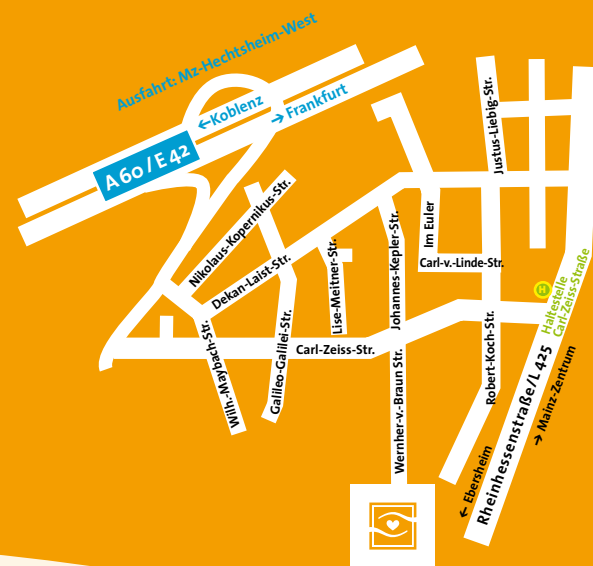 Ausfahrt: Mz-Hechtsheim-West
←Koblenz
→ Frankfurt
A 60 / E 42
Justus-Liebig-Str.
Nikolaus-Kopernikus-Str.
Im Euler
Dekan-Laist-Str.
Lise-Meitner-Str.
Johannes-Kepler-Str.
Carl-v.-Linde-Str.
H
Haltestelle
Carl-Zeiss-Straße
Wilh.-Maybach-Str.
Galileo-Galilei-Str.
Carl-Zeiss-Str.
Robert-Koch-Str.
Wernher-v.-Braun Str.
Rheinhessenstraße/L 425
→ Mainz-Zentrum
← Ebersheim